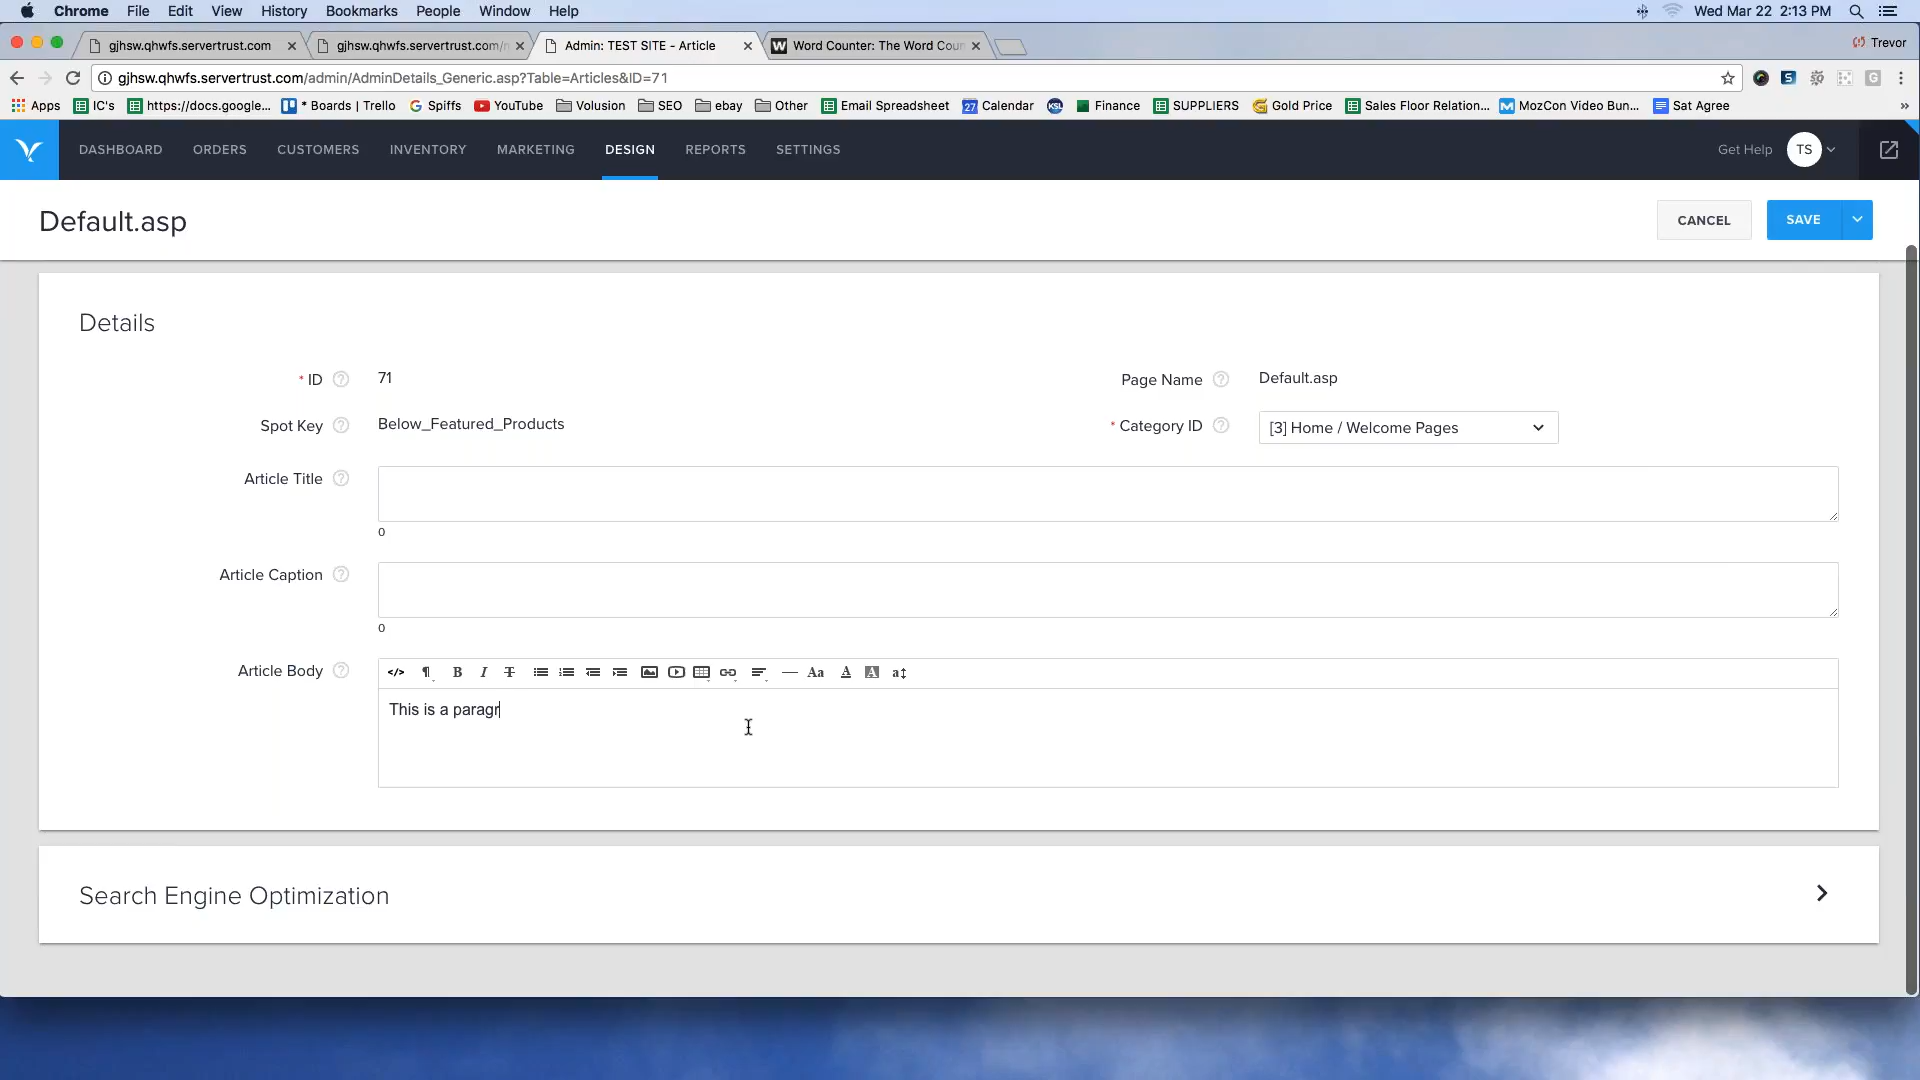 Chrome File Edit View History Bookmarks People Window Help Wed Mar 22 2:13 PM
gjhsw.qhwfs.servertrust.com gjhsw.qhwfs.servertrust.com/r Admin: TEST SITE - Article Word Counter: The Word Coun Trevor
gjhsw.qhwfs.servertrust.com/admin/AdminDetails_Generic.asp?Table=Articles&ID=71
Apps IC's https://docs.google... * Boards | Trello Spiffs YouTube Volusion SEO ebay Other Email Spreadsheet 27 Calendar KSL Finance SUPPLIERS Gold Price Sales Floor Relation... MozCon Video Bun... Sat Agree »
DASHBOARD ORDERS CUSTOMERS INVENTORY MARKETING DESIGN REPORTS SETTINGS Get Help TS
Default.asp CANCEL SAVE
Details
* ID 71 Page Name Default.asp
Spot Key Below_Featured_Products * Category ID [3] Home / Welcome Pages
Article Title
0
Article Caption
0
Article Body </> ¶ B I T Aa A A a
This is a paragr
Search Engine Optimization